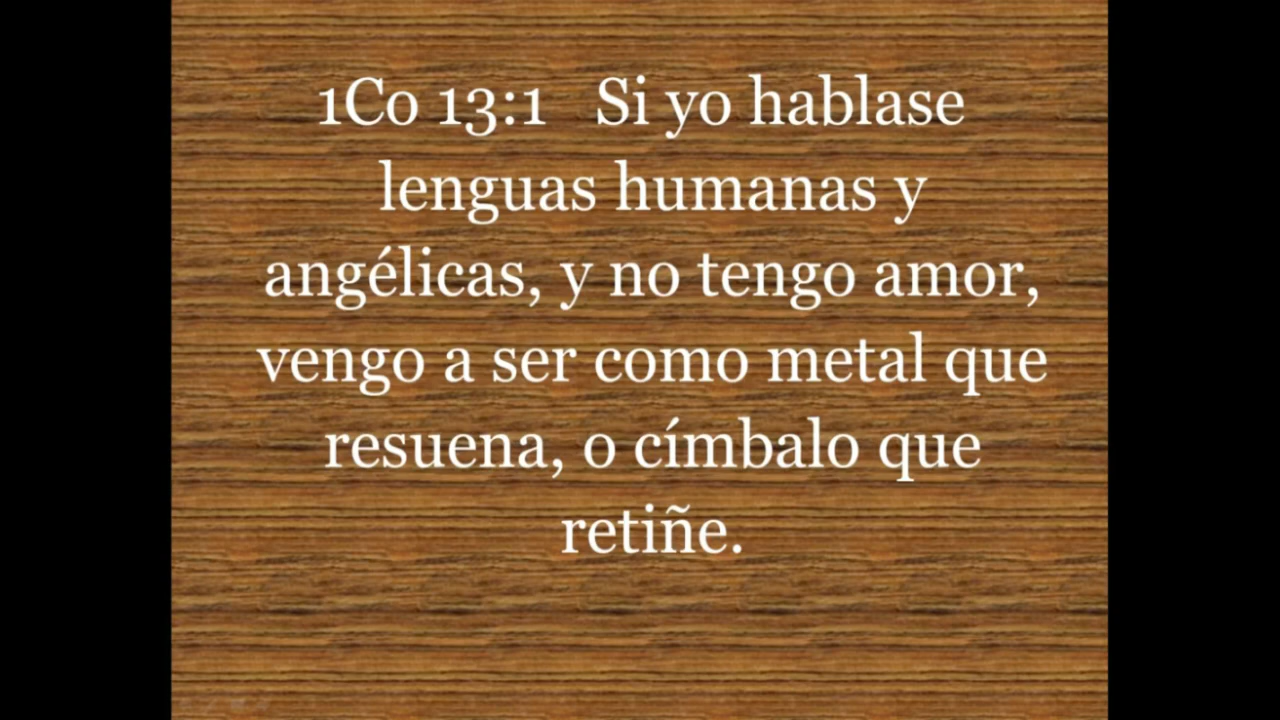 1Co 13:1 Si yo hablase
lenguas humanas y
angélicas, y no tengo amor,
vengo a ser como metal que
resuena, o címbalo que
retiñe.